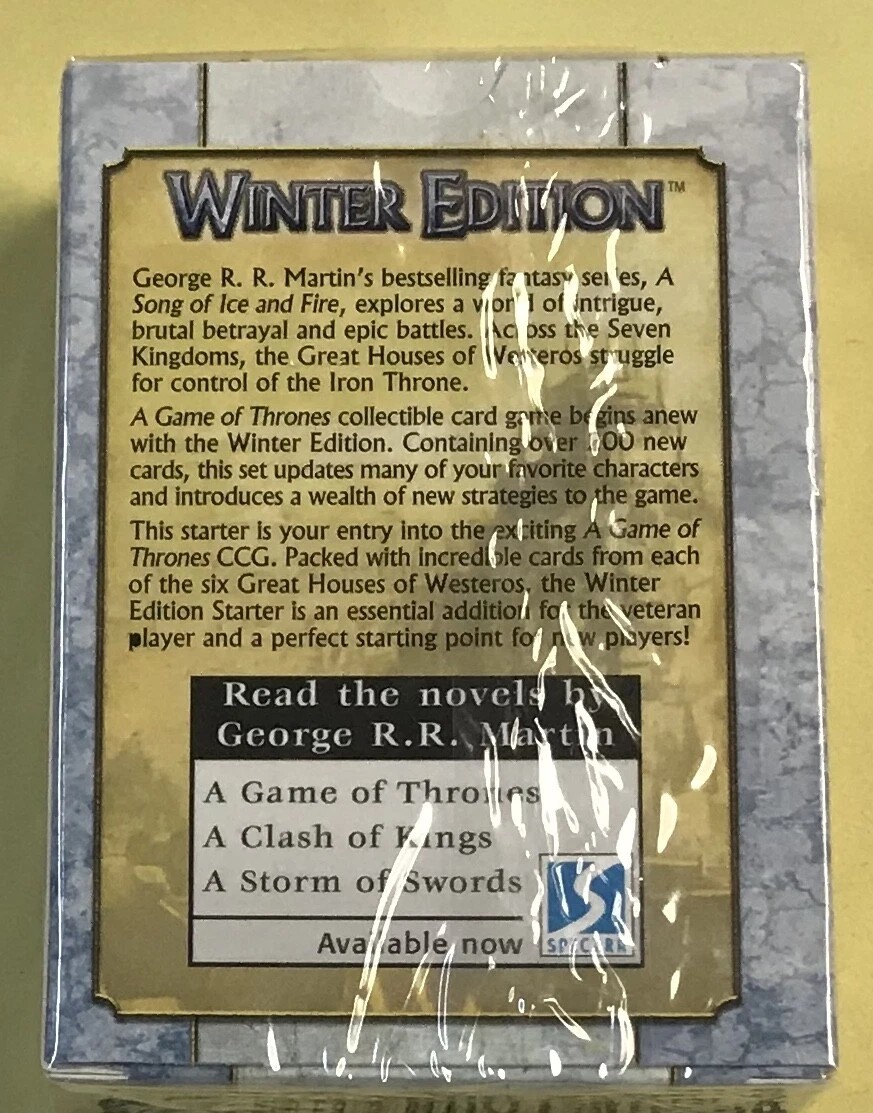 WINTER EDITION™
George R. R. Martin's bestselling fantasy series, A
Song of Ice and Fire, explores a world of intrigue,
brutal betrayal and epic battles. Across the Seven
Kingdoms, the Great Houses of Westeros struggle
for control of the Iron Throne.
A Game of Thrones collectible card game begins anew
with the Winter Edition. Containing over new
cards, this set updates many of your favorite characters
and introduces a wealth of new strategies to the game.
This starter is your entry into the exciting A Game of
Thrones CCG. Packed with incredible cards from each
of the six Great Houses of Westeros, the Winter
Edition Starter is an essential addition for the veteran
player and a perfect starting point for new players!
Read the novels by
George R.R. Martin
A Game of Thrones
A Clash of Kings
A Storm of Swords
Available now
SPECTRA